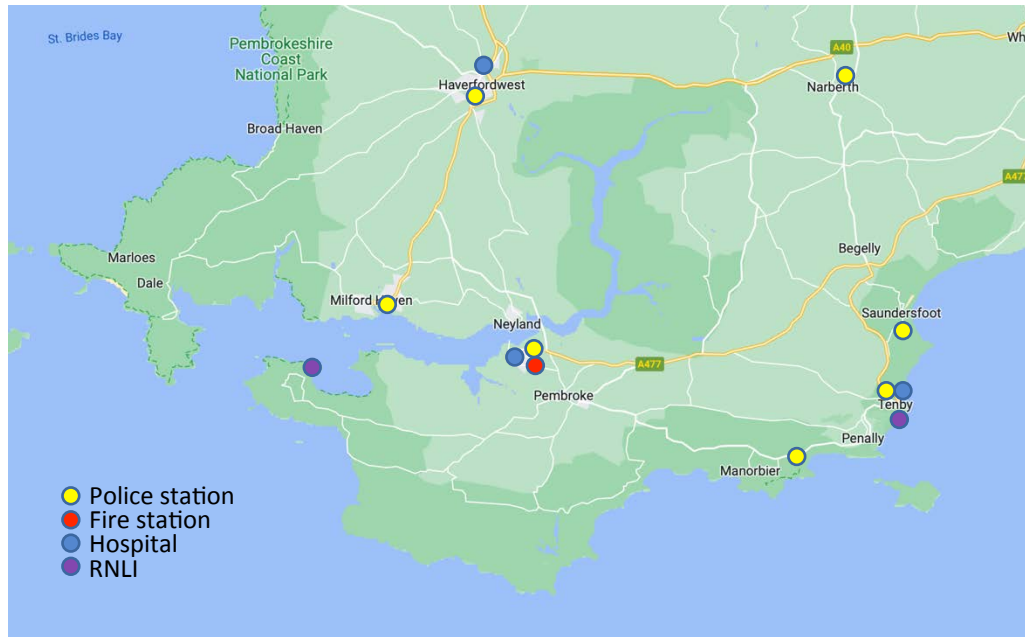 St. Brides Bay
Pembrokeshire
Coast
National Park
A40
Haverfordwest
Narberth
Broad Haven
A477
Marloes
Dale
Begelly
Milford Haven
Neyland
Saundersfoot
A477
Pembroke
Tenby
Penally
Manorbier
Police station
Fire station
Hospital
RNLI